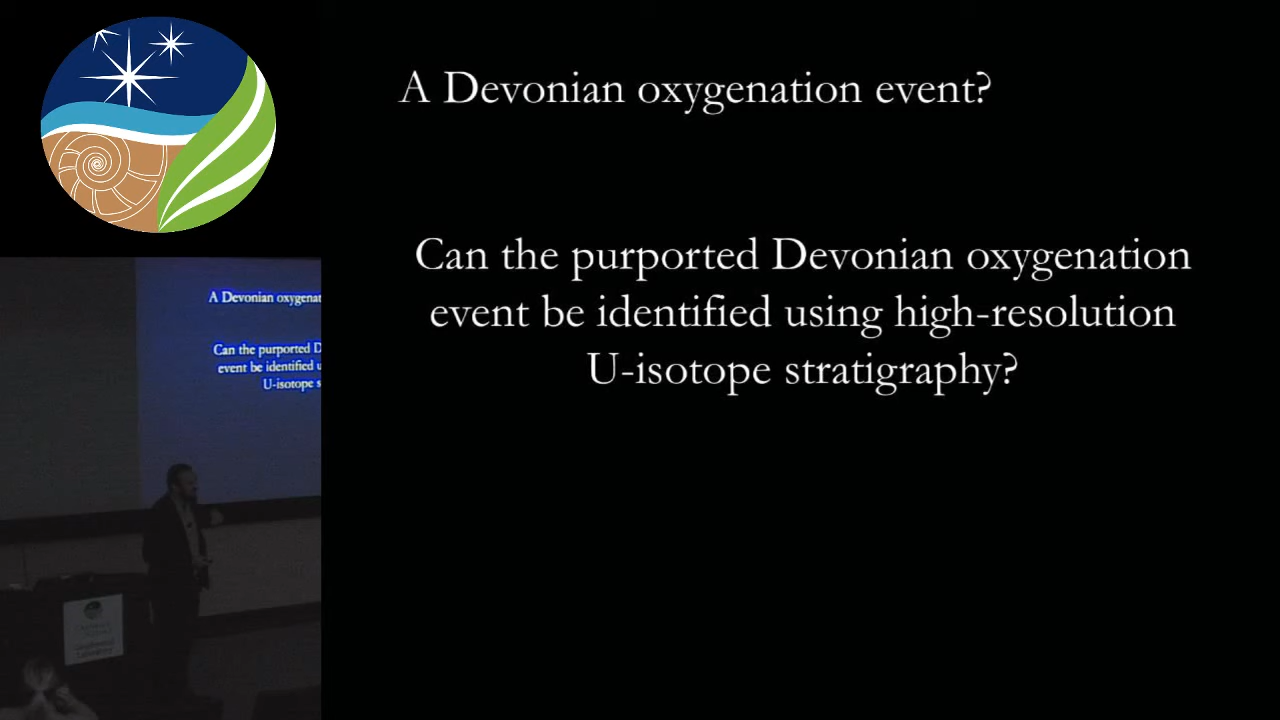 A Devonian oxygenation event?
Can the purported Devonian oxygenation
event be identified using high-resolution
U-isotope stratigraphy?
A Devonian oxygenat
Can the purported D
event be identified u
U-isotope s